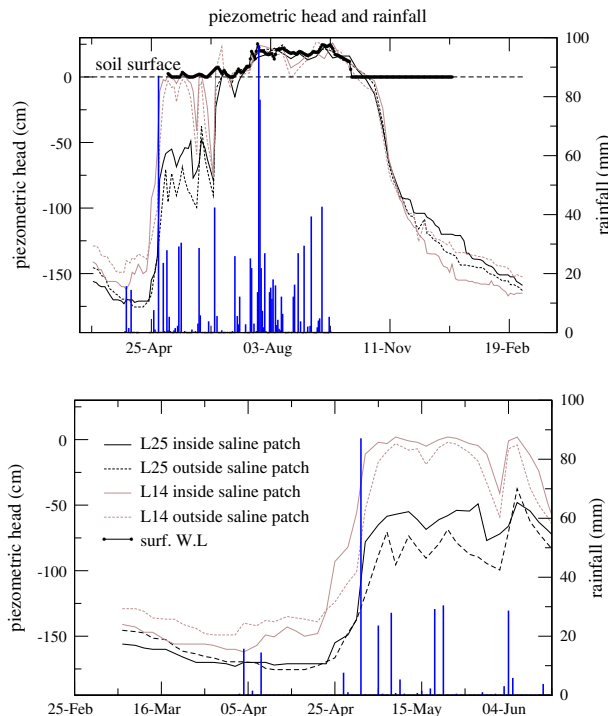 piezometric head and rainfall
soil surface
piezometric head (cm)
0
-50
-100
-150
100
80
60
40
20
0
rainfall (mm)
25-Apr
03-Aug
11-Nov
19-Feb
piezometric head (cm)
0
-50
-100
-150
L25 inside saline patch
L25 outside saline patch
L14 inside saline patch
L14 outside saline patch
surf. W.L
100
80
60
40
20
0
rainfall (mm)
25-Feb
16-Mar
05-Apr
25-Apr
15-May
04-Jun